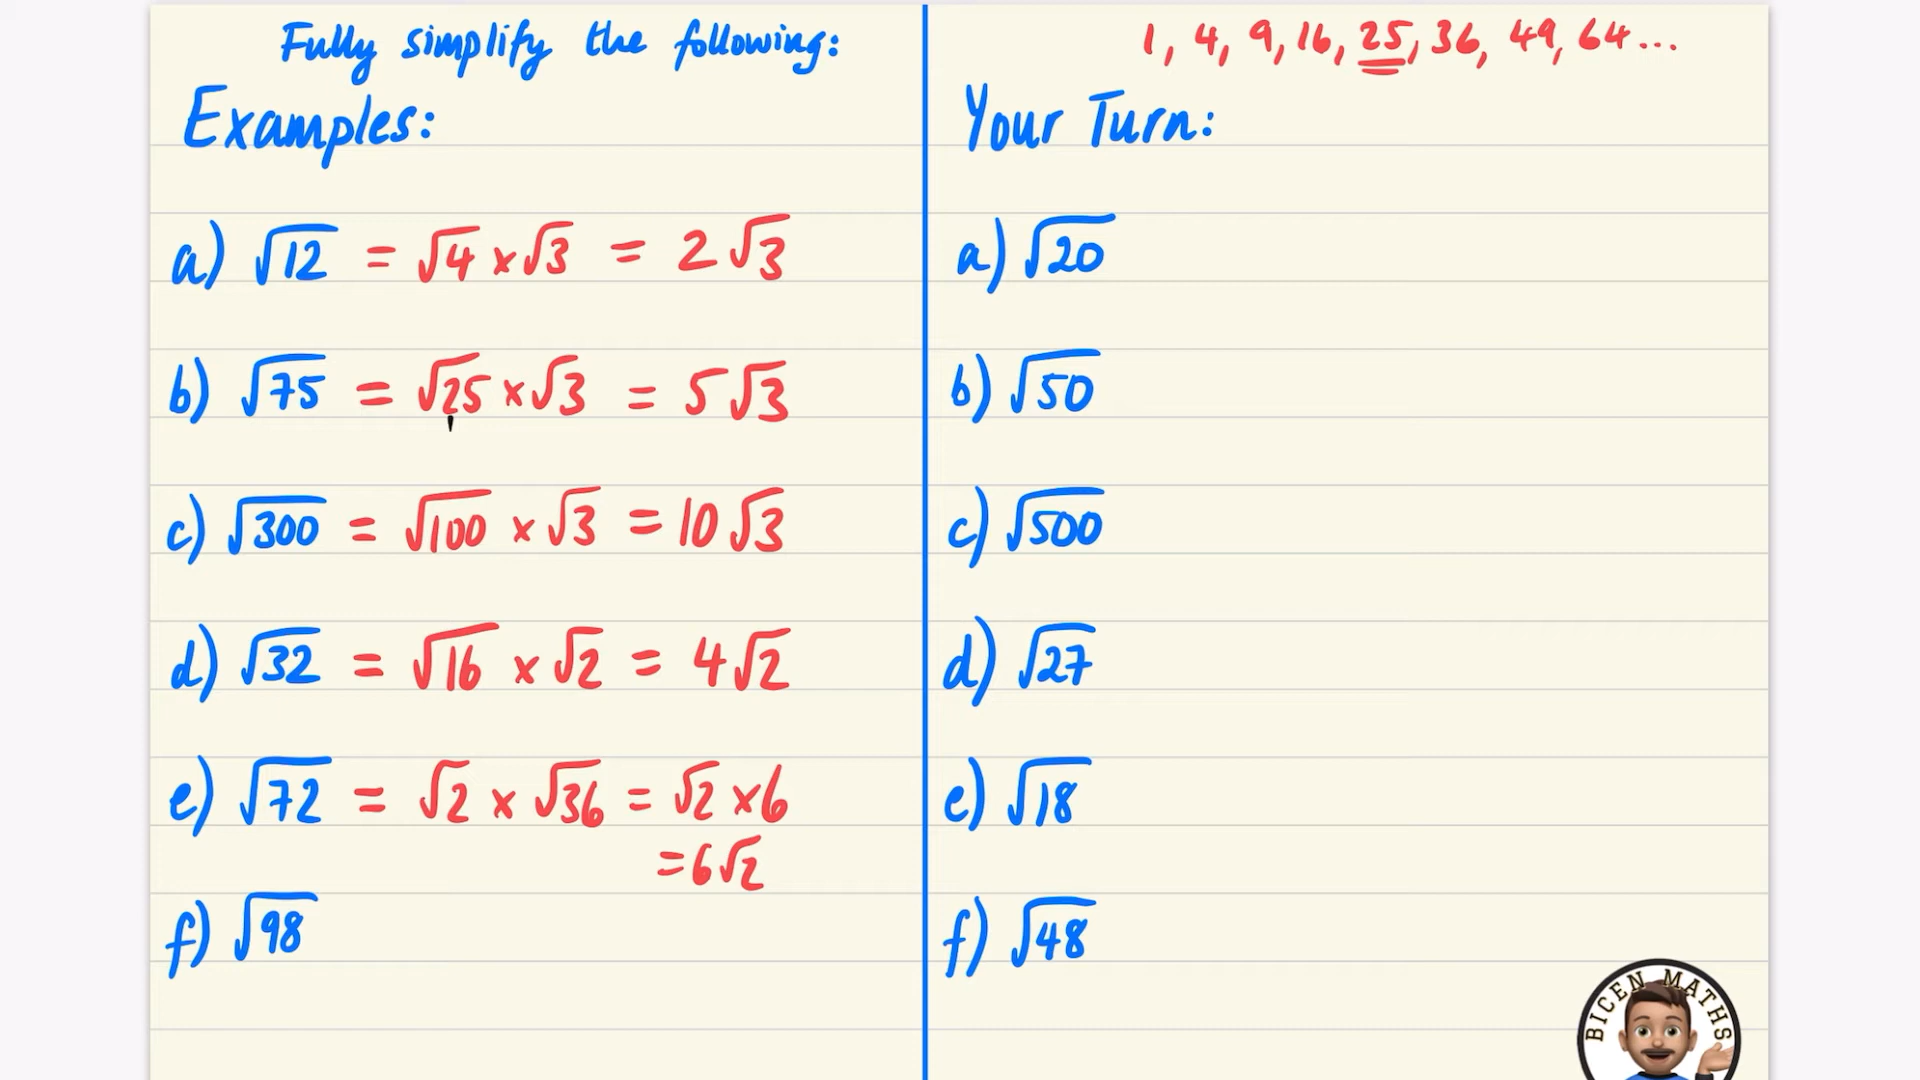 Fully simplify the following:
Examples:
a) √12 = √4 × √3 = 2√3
b) √75 = √25 × √3 = 5√3
c) √300 = √100 × √3 = 10√3
d) √32 = √16 × √2 = 4√2
e) √72 = √2 × √36 = √2 × 6
= 6√2
f) √98
1, 4, 9, 16, 25, 36, 49, 64...
Your Turn:
a) √20
b) √50
c) √500
d) √27
e) √18
f) √48
BICEN MATHS